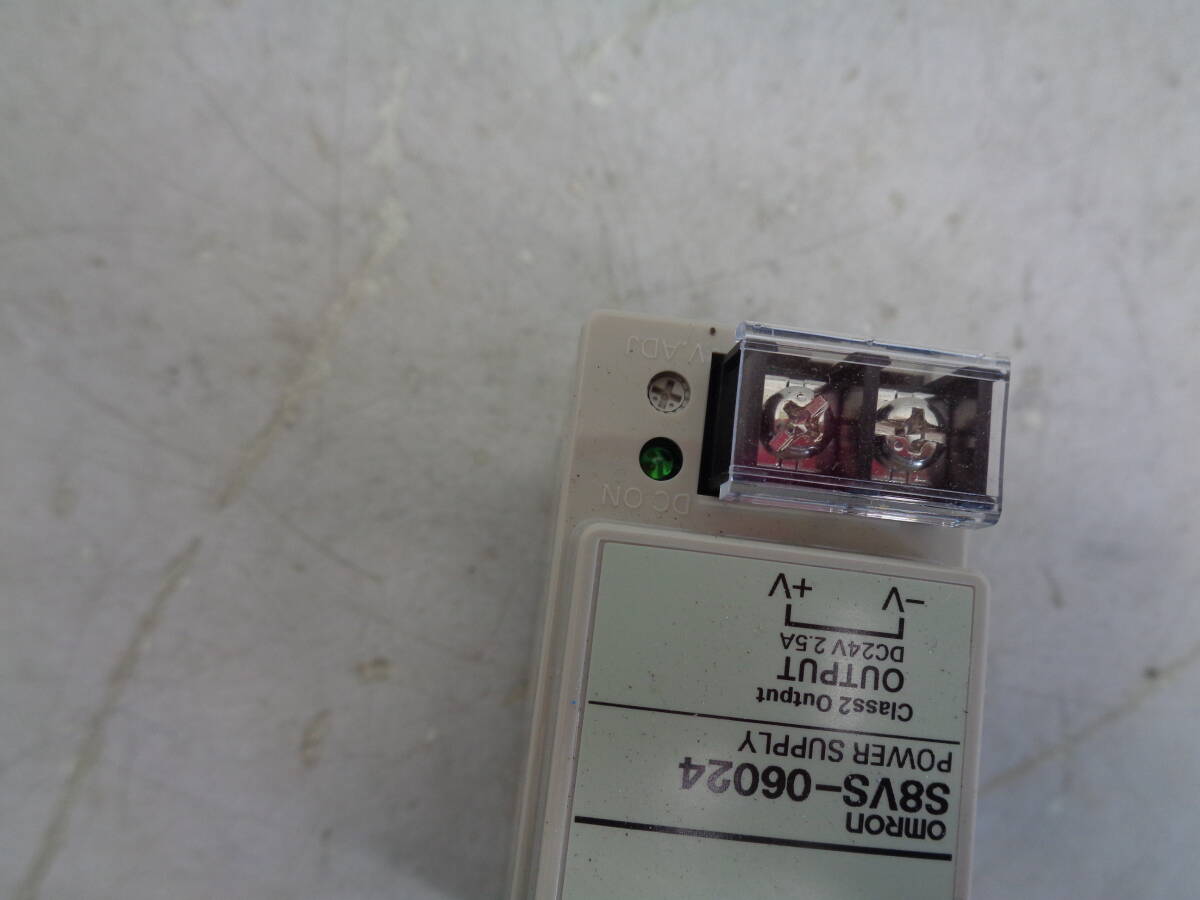 omRon
S8VS-06024
POWER SUPPLY
Class2 Output
OUTPUT
DC24V 2.5A
-V +V
DC ON
V.ADJ